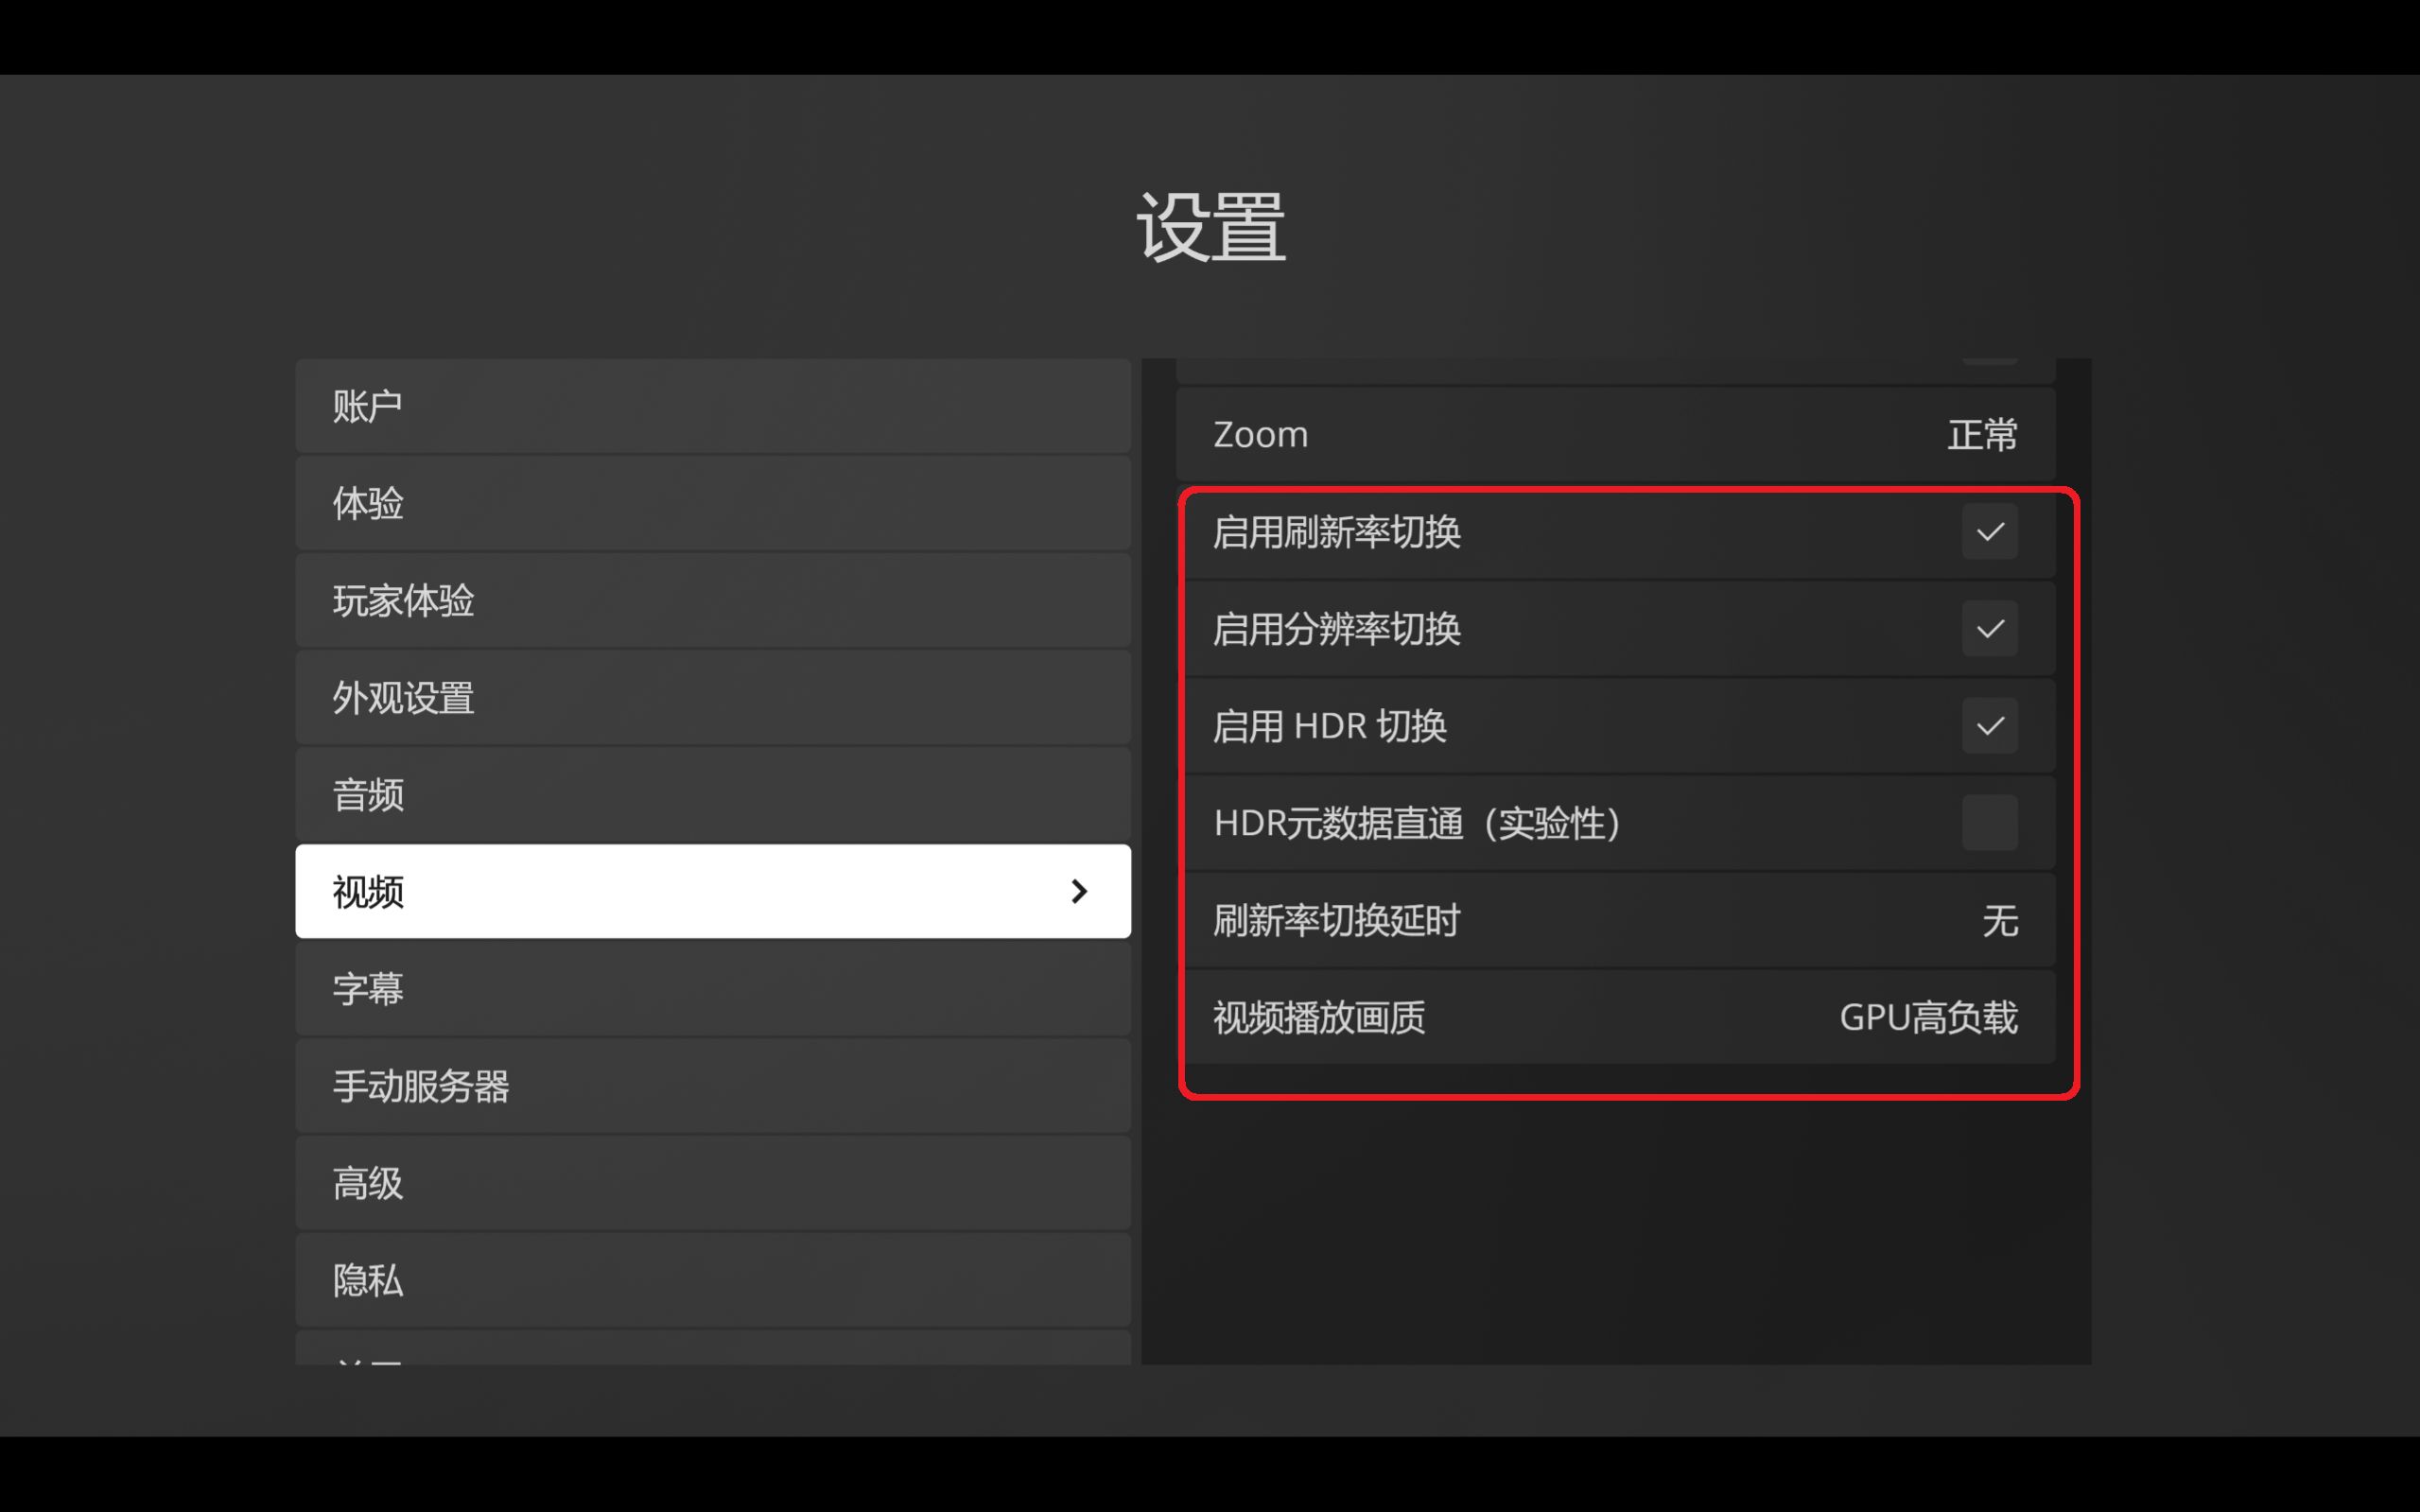 设置
账户
体验
玩家体验
外观设置
音频
视频
字幕
手动服务器
高级
隐私
Zoom 正常
启用刷新率切换
启用分辨率切换
启用 HDR 切换
HDR元数据直通（实验性）
刷新率切换延时 无
视频播放画质 GPU高负载